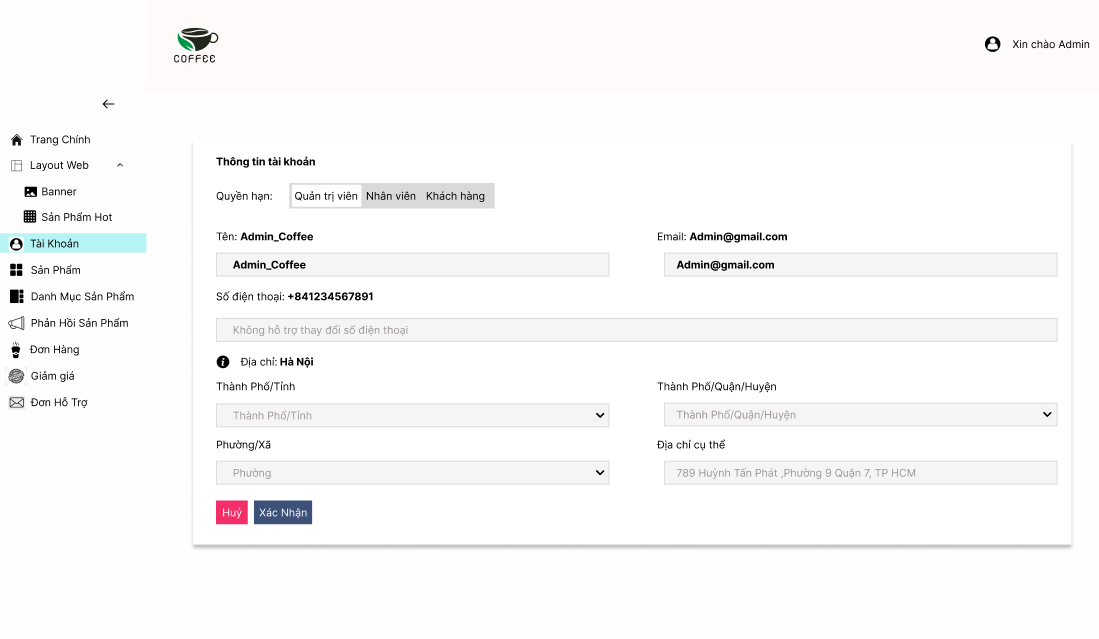 COFFEE
Xin chào Admin
Trang Chính
Layout Web
Banner
Sản Phẩm Hot
Tài Khoản
Sản Phẩm
Danh Mục Sản Phẩm
Phản Hồi Sản Phẩm
Đơn Hàng
Giảm giá
Đơn Hỗ Trợ
Thông tin tài khoản
Quyền hạn: Quản trị viên Nhân viên Khách hàng
Tên: Admin_Coffee
Email: Admin@gmail.com
Admin_Coffee
Admin@gmail.com
Số điện thoại: +841234567891
Không hỗ trợ thay đổi số điện thoại
Địa chỉ: Hà Nội
Thành Phố/Tỉnh
Thành Phố/Quận/Huyện
Thành Phố/Tỉnh
Thành Phố/Quận/Huyện
Phường/Xã
Địa chỉ cụ thể
Phường
789 Huỳnh Tấn Phát ,Phường 9 Quận 7, TP HCM
Huỷ
Xác Nhận